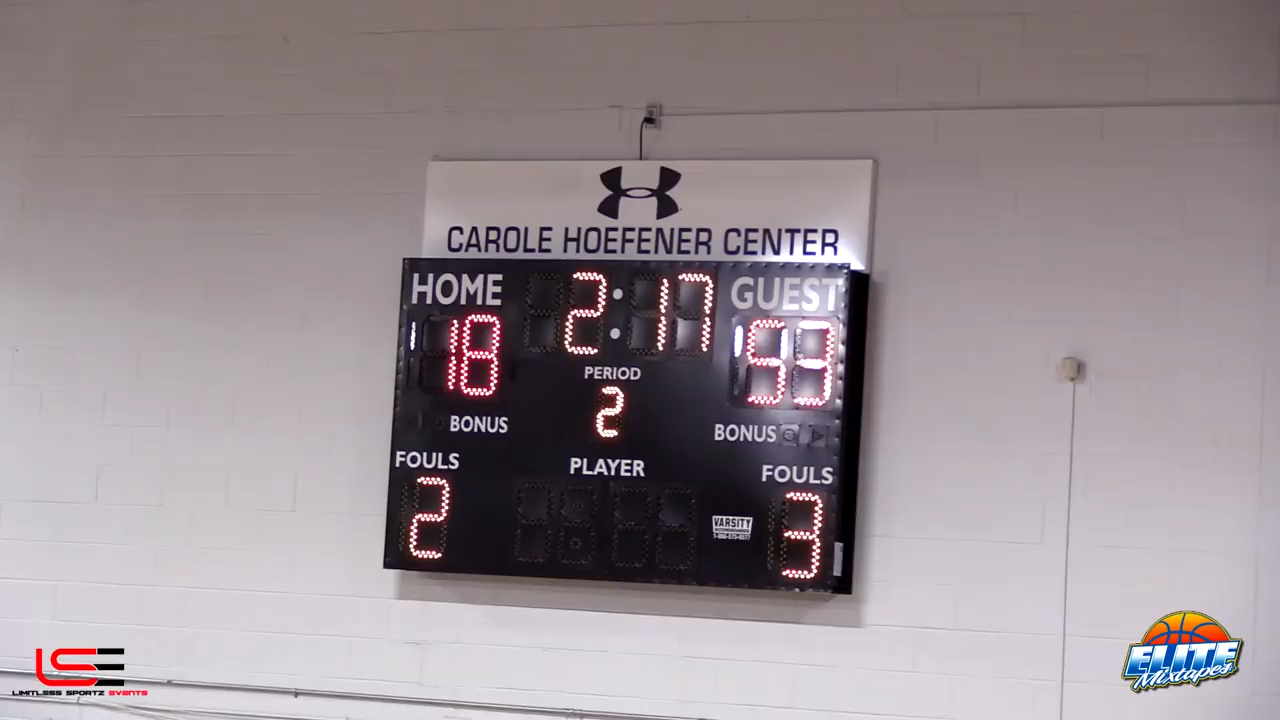 CAROLE HOEFENER CENTER
HOME 2:17 GUEST
18 53
PERIOD
2
BONUS BONUS
FOULS PLAYER FOULS
2 3
VARSITY
LSE
LIMITLESS SPORTZ EVENTS
ELITE
Mixtapes